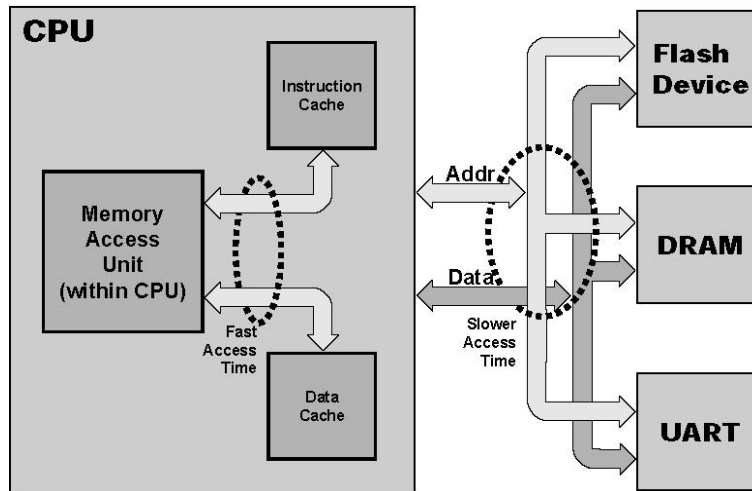 CPU
Instruction
Cache
Memory
Access
Unit
(within CPU)
Fast
Access
Time
Data
Cache
Addr
Data
Slower
Access
Time
Flash
Device
DRAM
UART